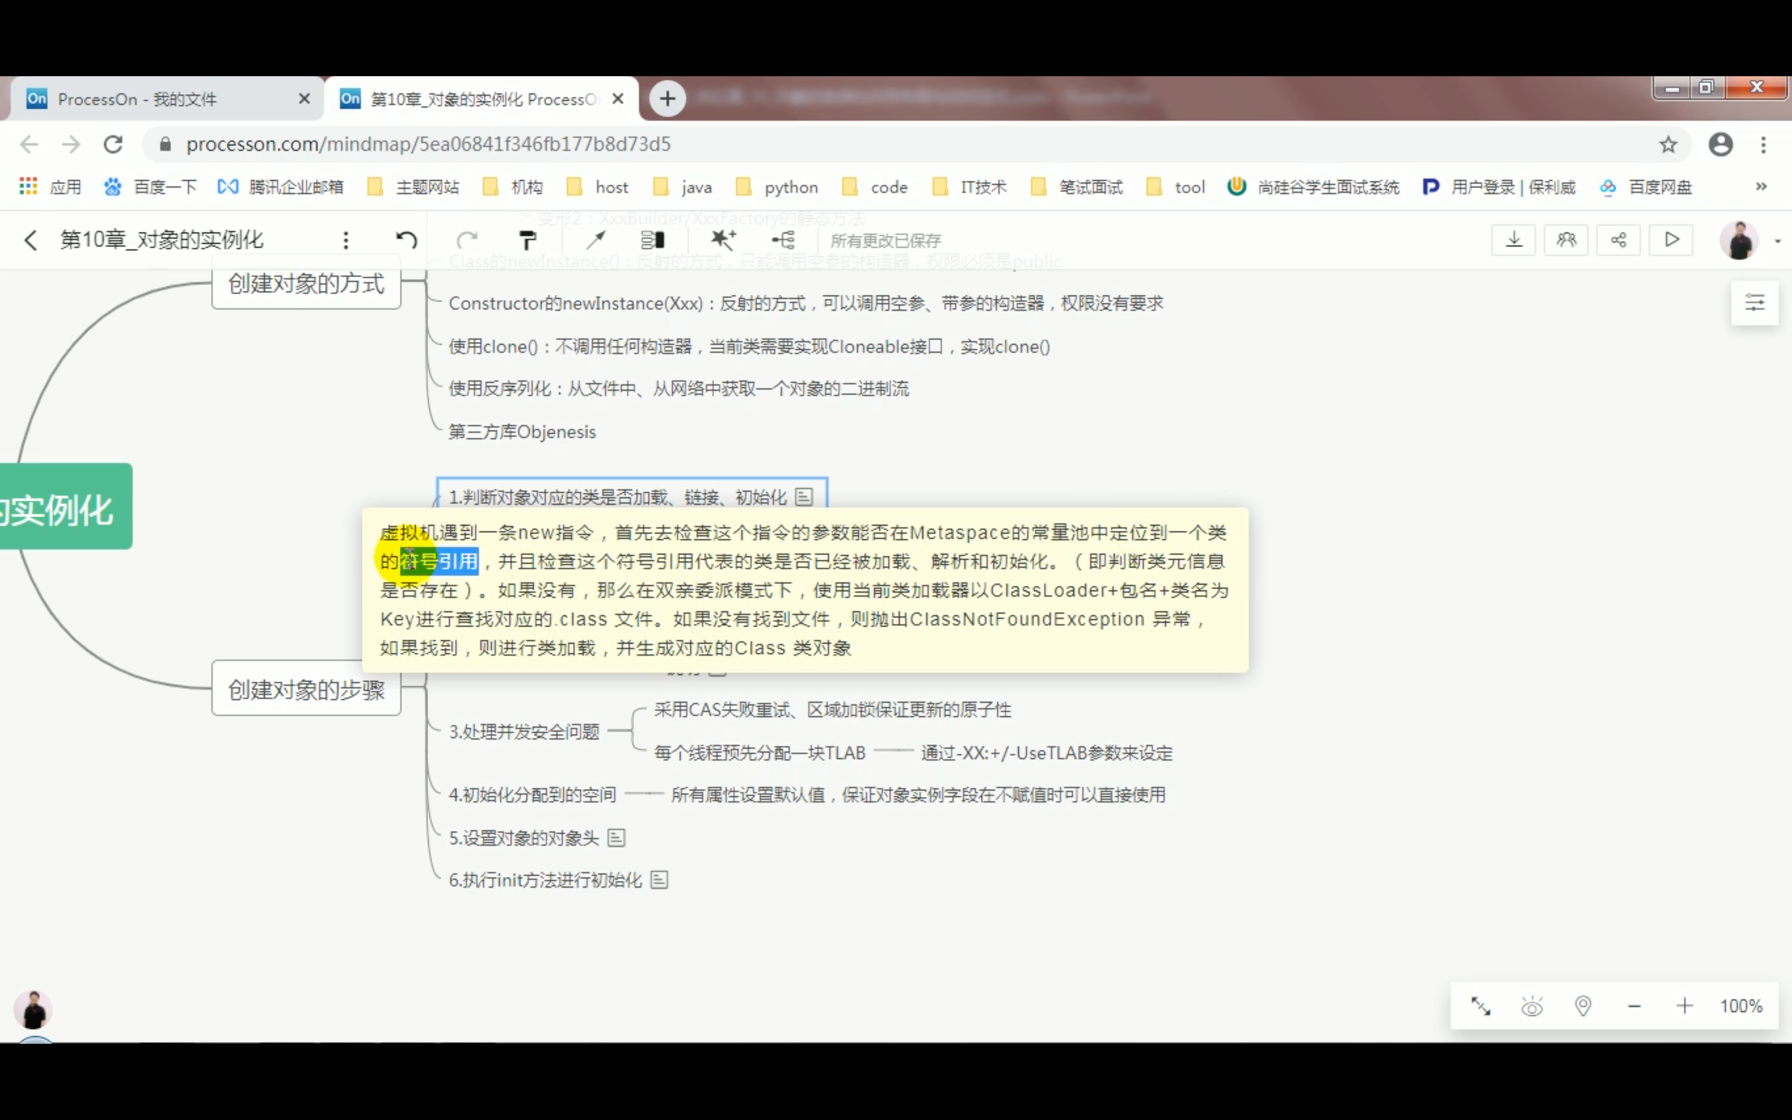 ProcessOn - 我的文件
第10章_对象的实例化 ProcessO
processon.com/mindmap/5ea06841f346fb177b8d73d5
应用 百度一下 腾讯企业邮箱 主题网站 机构 host java python code IT技术 笔试面试 tool 尚硅谷学生面试系统 用户登录 | 保利威 百度网盘 »
变形2：XxxBuilder/XxxFactory的静态方法
第10章_对象的实例化 所有更改已保存
Class的newInstance()：反射的方式，只能调用空参的构造器，权限必须是public
创建对象的方式
Constructor的newInstance(Xxx)：反射的方式，可以调用空参、带参的构造器，权限没有要求
使用clone()：不调用任何构造器，当前类需要实现Cloneable接口，实现clone()
使用反序列化：从文件中、从网络中获取一个对象的二进制流
第三方库Objenesis
的实例化
1.判断对象对应的类是否加载、链接、初始化
虚拟机遇到一条new指令，首先去检查这个指令的参数能否在Metaspace的常量池中定位到一个类
的符号引用，并且检查这个符号引用代表的类是否已经被加载、解析和初始化。（即判断类元信息
是否存在）。如果没有，那么在双亲委派模式下，使用当前类加载器以ClassLoader+包名+类名为
Key进行查找对应的.class 文件。如果没有找到文件，则抛出ClassNotFoundException 异常，
如果找到，则进行类加载，并生成对应的Class 类对象
创建对象的步骤
3.处理并发安全问题
采用CAS失败重试、区域加锁保证更新的原子性
每个线程预先分配一块TLAB 通过-XX:+/-UseTLAB参数来设定
4.初始化分配到的空间 所有属性设置默认值，保证对象实例字段在不赋值时可以直接使用
5.设置对象的对象头
6.执行init方法进行初始化
100%